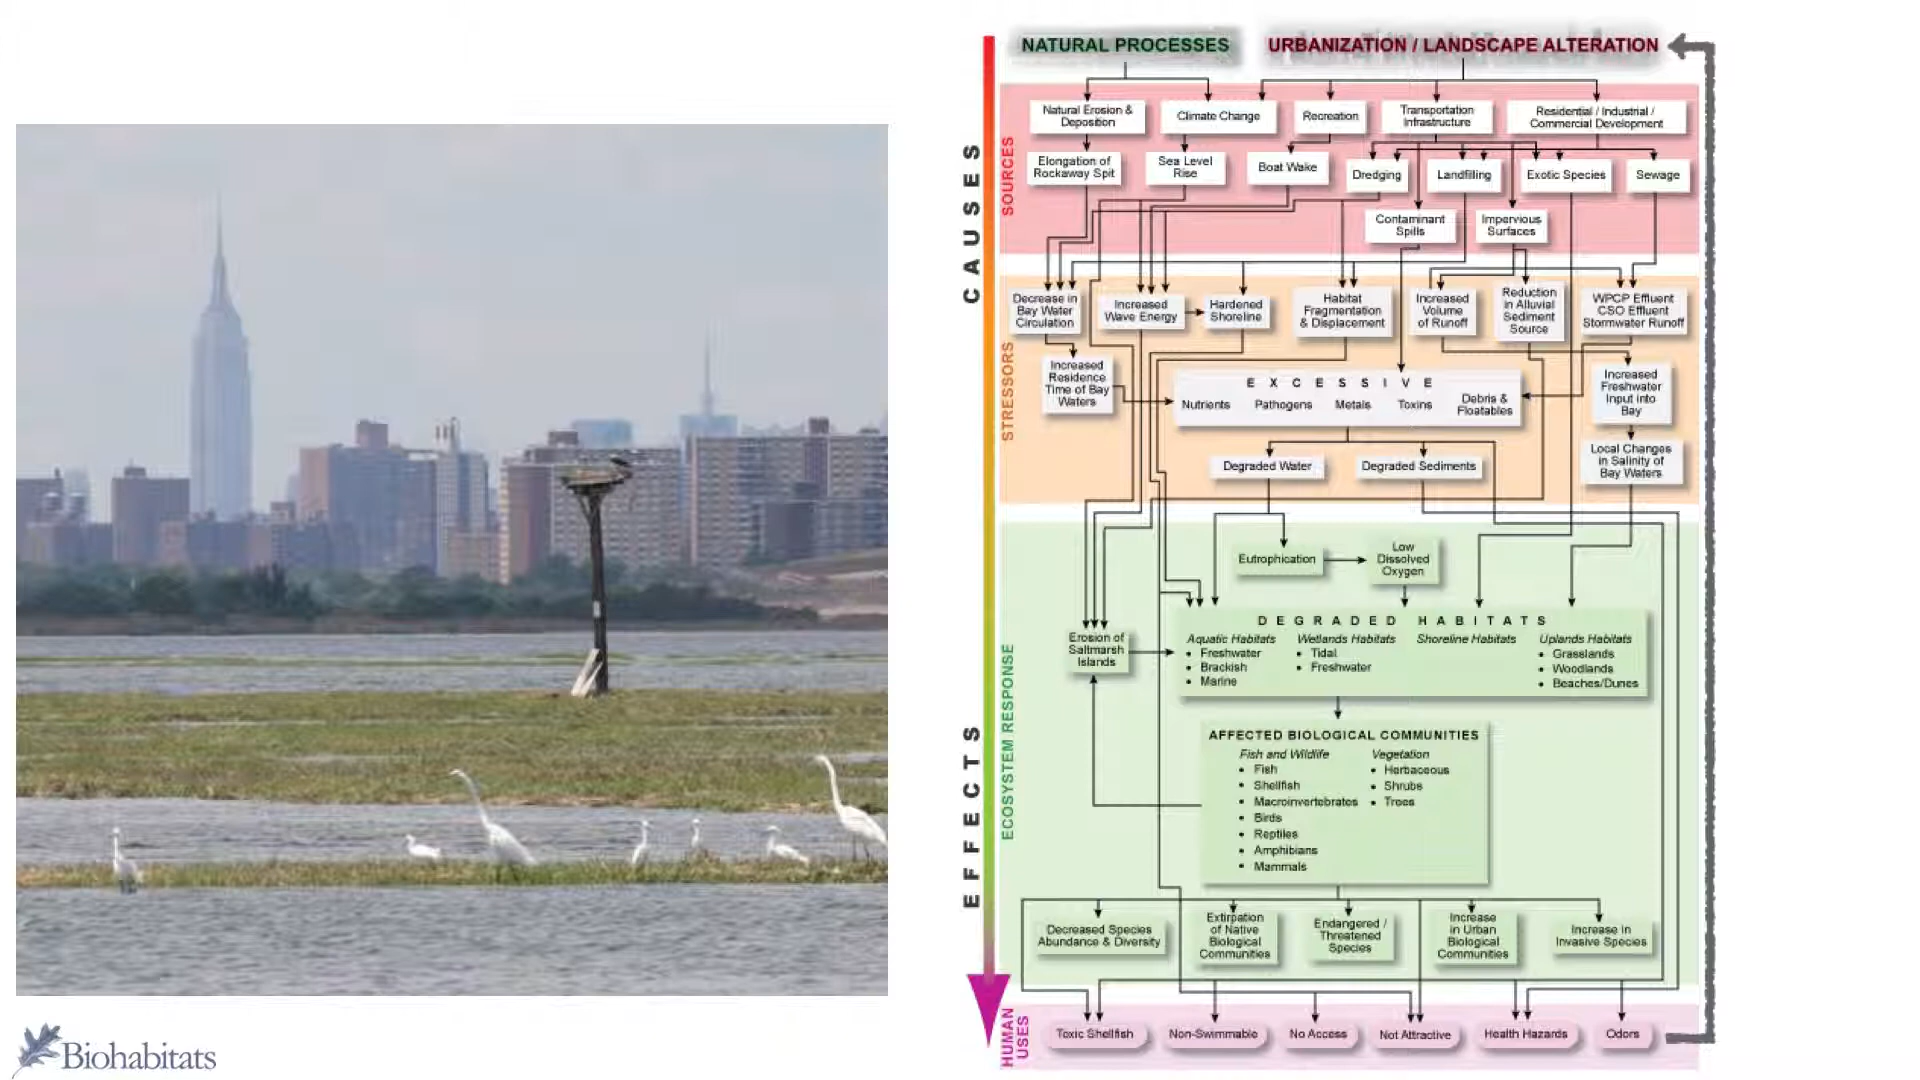 NATURAL PROCESSES
URBANIZATION / LANDSCAPE ALTERATION
CAUSES
EFFECTS
SOURCES
Natural Erosion &
Deposition
Climate Change
Recreation
Transportation
Infrastructure
Residential / Industrial /
Commercial Development
Elongation of
Rockaway Spit
Sea Level
Rise
Boat Wake
Dredging
Landfilling
Exotic Species
Sewage
Contaminant
Spills
Impervious
Surfaces
STRESSORS
Decrease in
Bay Water
Circulation
Increased
Wave Energy
Hardened
Shoreline
Habitat
Fragmentation
& Displacement
Increased
Volume
of Runoff
Reduction
in Alluvial
Sediment
Source
WPCP Effluent
CSO Effluent
Stormwater Runoff
Increased
Residence
Time of Bay
Waters
EXCESSIVE
Nutrients
Pathogens
Metals
Toxins
Debris &
Floatables
Increased
Freshwater
Input into
Bay
Degraded Water
Degraded Sediments
Local Changes
in Salinity of
Bay Waters
ECOSYSTEM RESPONSE
Eutrophication
Low
Dissolved
Oxygen
Erosion of
Saltmarsh
Islands
DEGRADED HABITATS
Aquatic Habitats
• Freshwater
• Brackish
• Marine
Wetlands Habitats
• Tidal
• Freshwater
Shoreline Habitats
Uplands Habitats
• Grasslands
• Woodlands
• Beaches/Dunes
AFFECTED BIOLOGICAL COMMUNITIES
Fish and Wildlife
• Fish
• Shellfish
• Macroinvertebrates
• Birds
• Reptiles
• Amphibians
• Mammals
Vegetation
• Herbaceous
• Shrubs
• Trees
Decreased Species
Abundance & Diversity
Extirpation
of Native
Biological
Communities
Endangered /
Threatened
Species
Increase
in Urban
Biological
Communities
Increase in
Invasive Species
HUMAN
USES
Toxic Shellfish
Non-Swimmable
No Access
Not Attractive
Health Hazards
Odors
Biohabitats